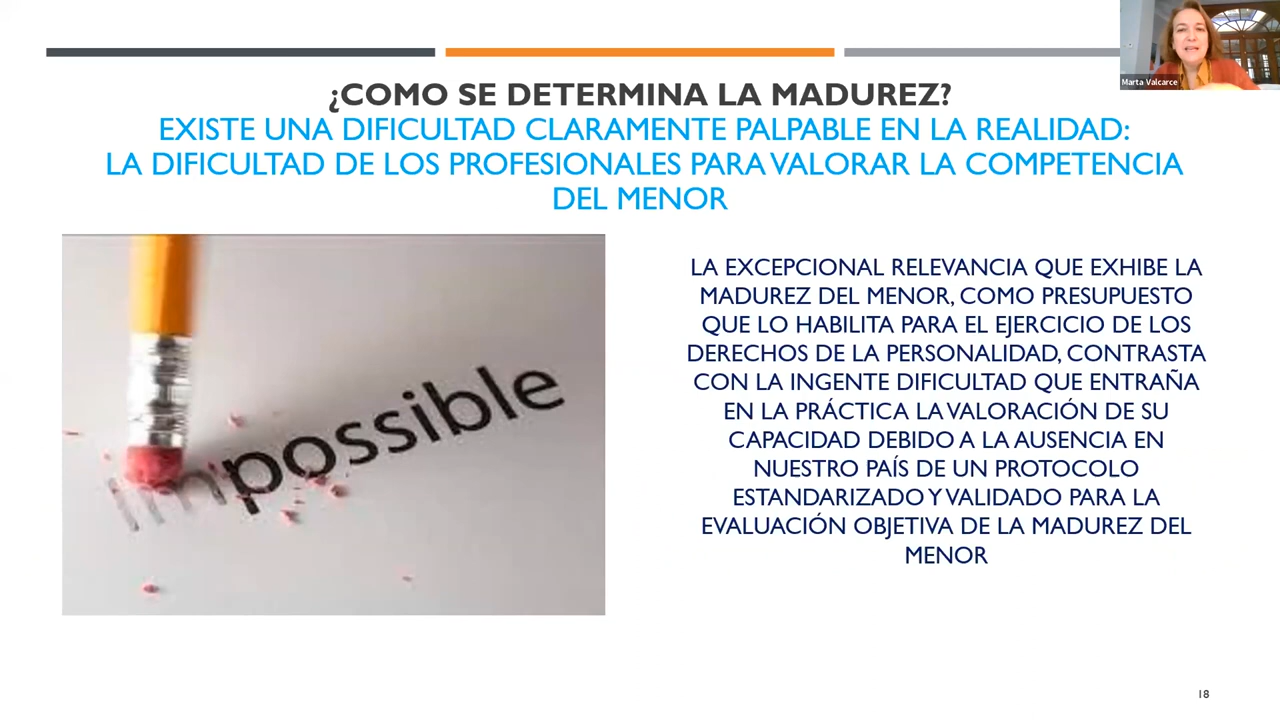 Marta Valcarce
¿COMO SE DETERMINA LA MADUREZ?
EXISTE UNA DIFICULTAD CLARAMENTE PALPABLE EN LA REALIDAD:
LA DIFICULTAD DE LOS PROFESIONALES PARA VALORAR LA COMPETENCIA
DEL MENOR
impossible
LA EXCEPCIONAL RELEVANCIA QUE EXHIBE LA
MADUREZ DEL MENOR, COMO PRESUPUESTO
QUE LO HABILITA PARA EL EJERCICIO DE LOS
DERECHOS DE LA PERSONALIDAD, CONTRASTA
CON LA INGENTE DIFICULTAD QUE ENTRAÑA
EN LA PRÁCTICA LA VALORACIÓN DE SU
CAPACIDAD DEBIDO A LA AUSENCIA EN
NUESTRO PAÍS DE UN PROTOCOLO
ESTANDARIZADO Y VALIDADO PARA LA
EVALUACIÓN OBJETIVA DE LA MADUREZ DEL
MENOR
18